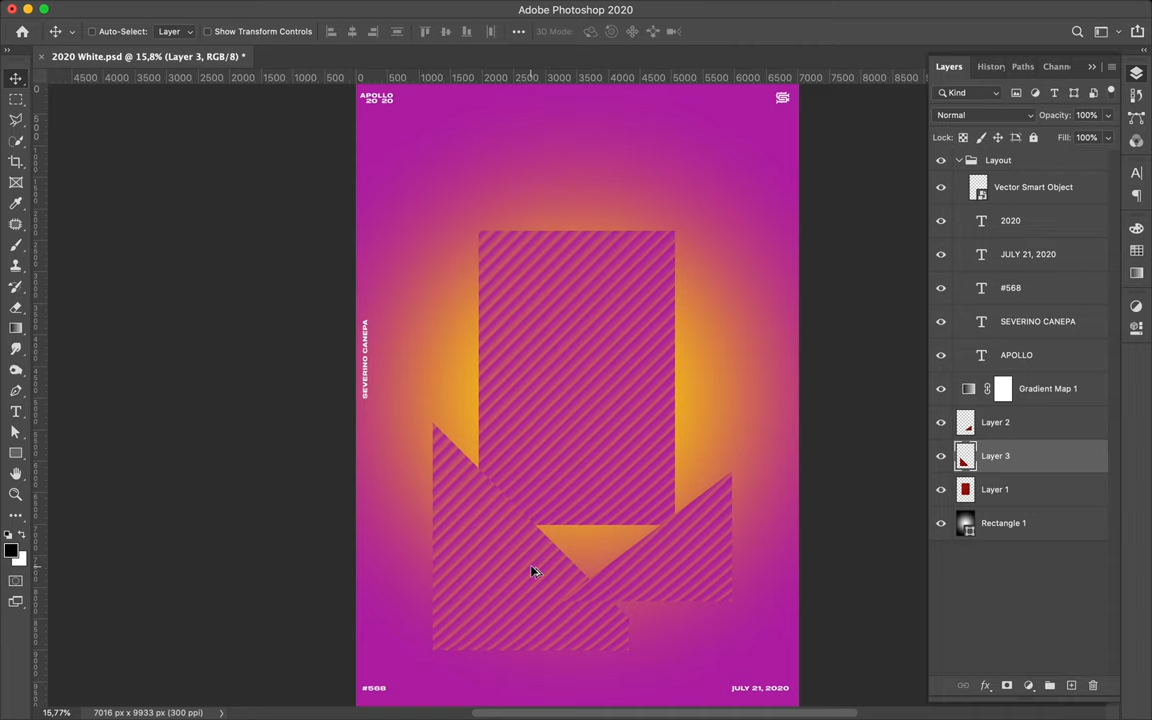 Adobe Photoshop 2020
Auto-Select: Layer Show Transform Controls 3D Mode:
2020 White.psd @ 15,8% (Layer 3, RGB/8) *
4500 4000 3500 3000 2500 2000 1500 1000 500 0 500 1000 1500 2000 2500 3000 3500 4000 4500 5000 5500 6000 6500 7000 7500 8000 8500
APOLLO
20 20
SEVERINO CANEPA
#568
JULY 21, 2020
Layers History Paths Chann
Kind
Normal Opacity: 100%
Lock: Fill: 100%
Layout
Vector Smart Object
2020
JULY 21, 2020
#568
SEVERINO CANEPA
APOLLO
Gradient Map 1
Layer 2
Layer 3
Layer 1
Rectangle 1
15,77% 7016 px x 9933 px (300 ppi)